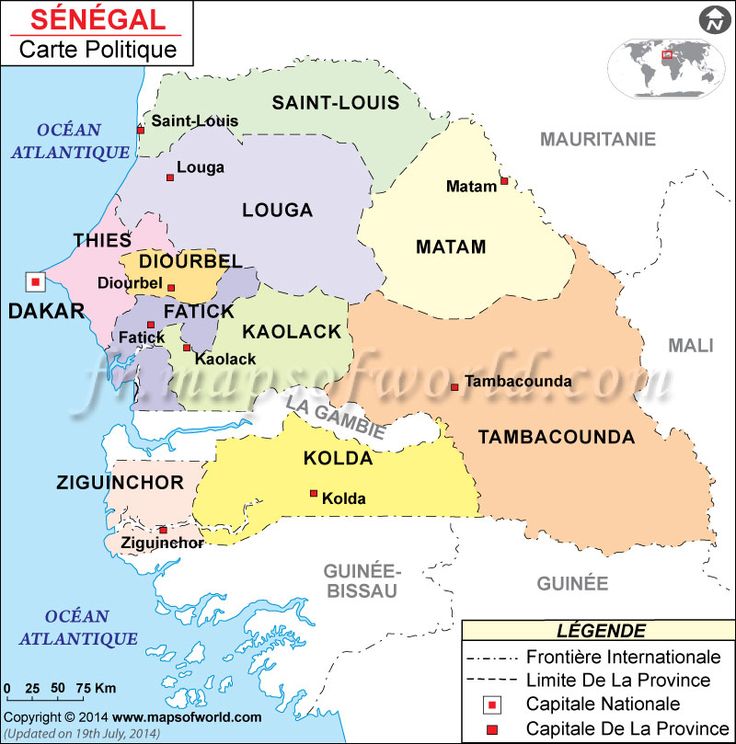 SÉNÉGAL
Carte Politique
N
OCÉAN
ATLANTIQUE
Saint-Louis
SAINT-LOUIS
MAURITANIE
Louga
LOUGA
Matam
MATAM
THIES
DIOURBEL
Diourbel
DAKAR
FATICK
Fatick
KAOLACK
Kaolack
MALI
fr.mapsofworld.com
Tambacounda
TAMBACOUNDA
LA GAMBIE
ZIGUINCHOR
KOLDA
Kolda
Ziguinchor
GUINÉE-
BISSAU
GUINÉE
OCÉAN
ATLANTIQUE
LÉGENDE
Frontière Internationale
Limite De La Province
Capitale Nationale
Capitale De La Province
0 25 50 75 Km
Copyright © 2014 www.mapsofworld.com
(Updated on 19th July, 2014)